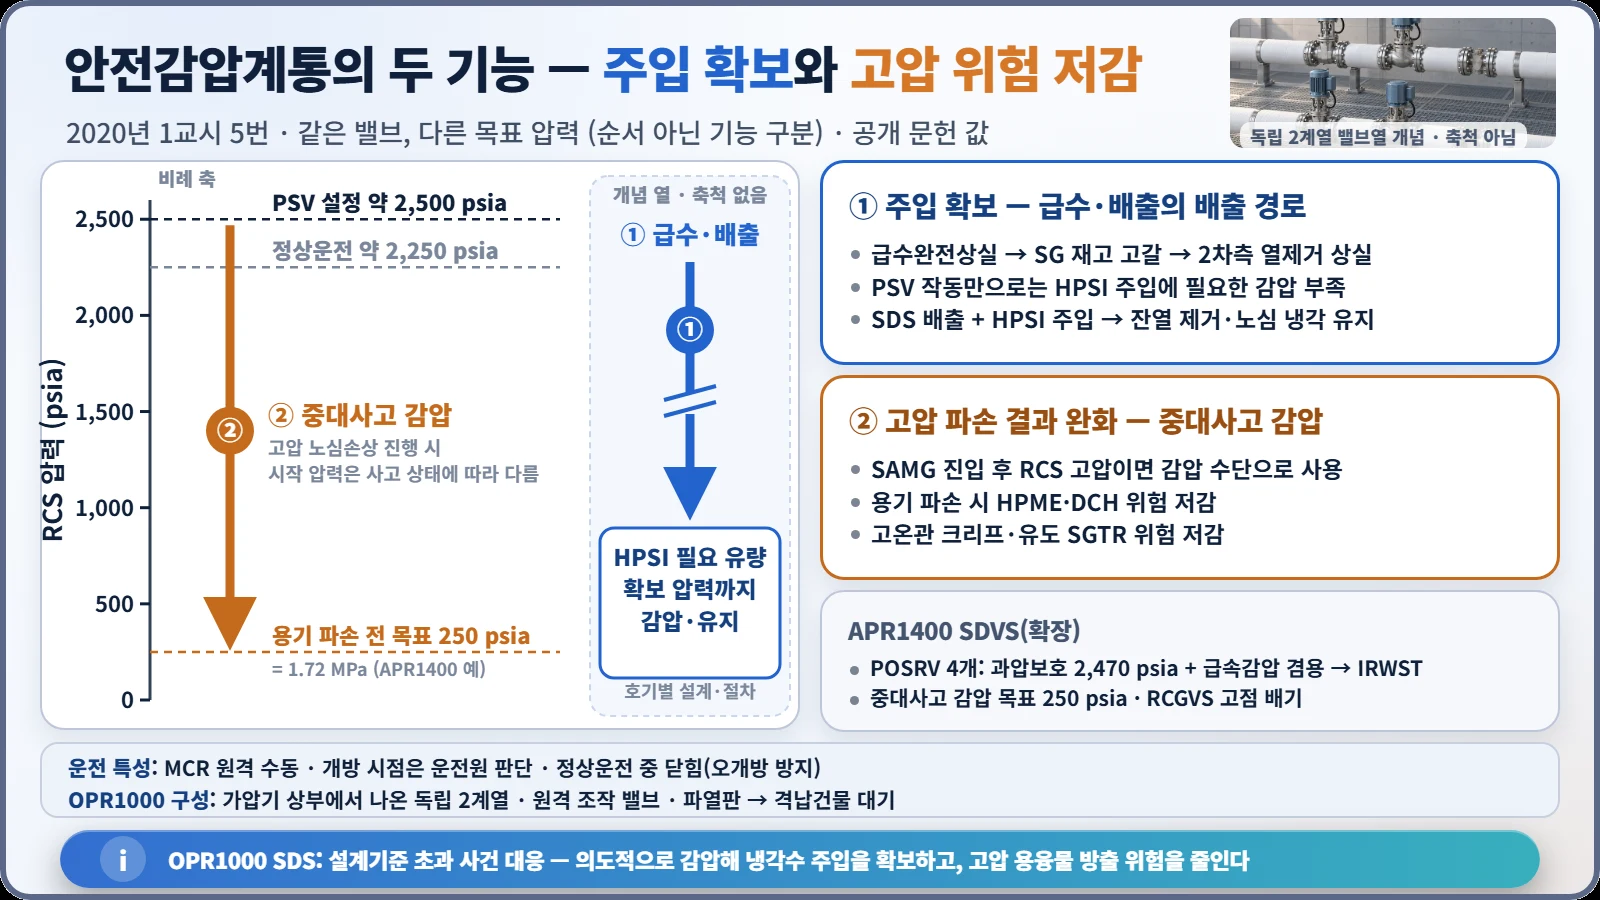 안전감압계통의 두 기능 — 주입 확보와 고압 위험 저감
2020년 1교시 5번 · 같은 밸브, 다른 목표 압력 (순서 아닌 기능 구분) · 공개 문헌 값
독립 2계열 밸브열 개념 · 축척 아님
비례 축
RCS 압력 (psia)
2,500
2,000
1,500
1,000
500
0
PSV 설정 약 2,500 psia
정상운전 약 2,250 psia
②
② 중대사고 감압
고압 노심손상 진행 시
시작 압력은 사고 상태에 따라 다름
용기 파손 전 목표 250 psia
= 1.72 MPa (APR1400 예)
개념 열 · 축척 없음
① 급수·배출
①
HPSI 필요 유량
확보 압력까지
감압·유지
호기별 설계·절차
① 주입 확보 — 급수·배출의 배출 경로
• 급수완전상실 → SG 재고 고갈 → 2차측 열제거 상실
• PSV 작동만으로는 HPSI 주입에 필요한 감압 부족
• SDS 배출 + HPSI 주입 → 잔열 제거·노심 냉각 유지
② 고압 파손 결과 완화 — 중대사고 감압
• SAMG 진입 후 RCS 고압이면 감압 수단으로 사용
• 용기 파손 시 HPME·DCH 위험 저감
• 고온관 크리프·유도 SGTR 위험 저감
APR1400 SDVS(확장)
• POSRV 4개: 과압보호 2,470 psia + 급속감압 겸용 → IRWST
• 중대사고 감압 목표 250 psia · RCGVS 고점 배기
운전 특성: MCR 원격 수동 · 개방 시점은 운전원 판단 · 정상운전 중 닫힘(오개방 방지)
OPR1000 구성: 가압기 상부에서 나온 독립 2계열 · 원격 조작 밸브 · 파열판 → 격납건물 대기
i OPR1000 SDS: 설계기준 초과 사건 대응 — 의도적으로 감압해 냉각수 주입을 확보하고, 고압 용융물 방출 위험을 줄인다